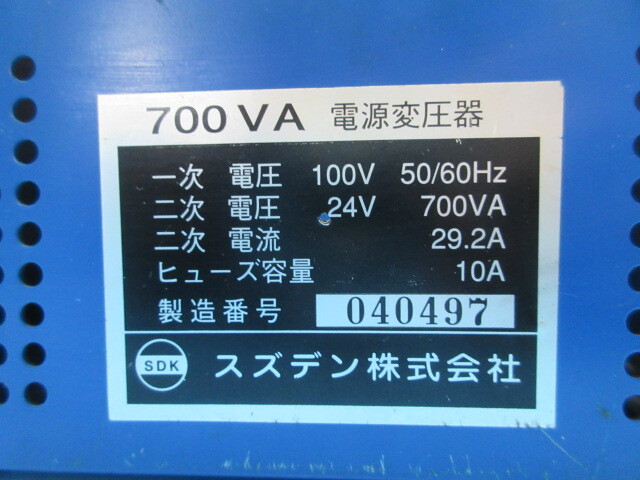 700 VA 電源変圧器
一次 電圧 100V 50/60Hz
二次 電圧 24V 700VA
二次 電流 29.2A
ヒューズ容量 10A
製造番号 040497
SDK スズデン株式会社